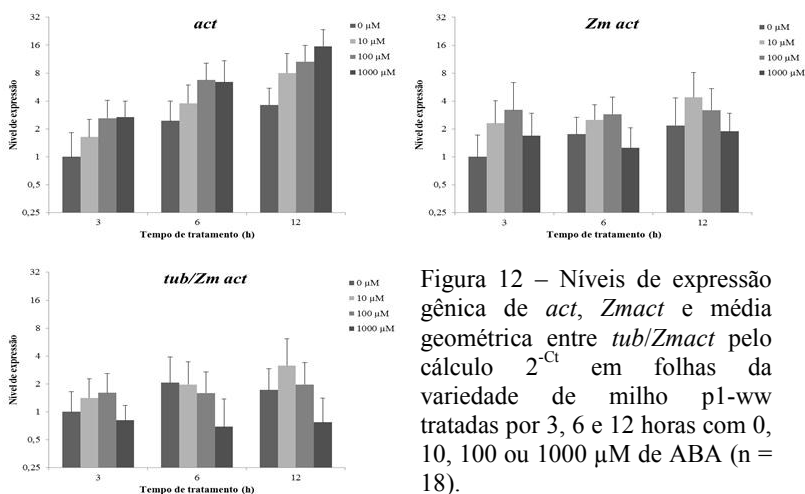 act
32
16
8
4
2
1
0,5
0,25
Nível de expressão
3
6
12
Tempo de tratamento (h)
0 µM
10 µM
100 µM
1000 µM
Zm act
32
16
8
4
2
1
0,5
0,25
Nível de expressão
3
6
12
Tempo de tratamento (h)
0 µM
10 µM
100 µM
1000 µM
tub/Zm act
32
16
8
4
2
1
0,5
0,25
Nível de expressão
3
6
12
Tempo de tratamento (h)
0 µM
10 µM
100 µM
1000 µM
Figura 12 – Níveis de expressão
gênica de act, Zmact e média
geométrica entre tub/Zmact pelo
cálculo 2^-Ct em folhas da
variedade de milho p1-ww
tratadas por 3, 6 e 12 horas com 0,
10, 100 ou 1000 µM de ABA (n =
18).